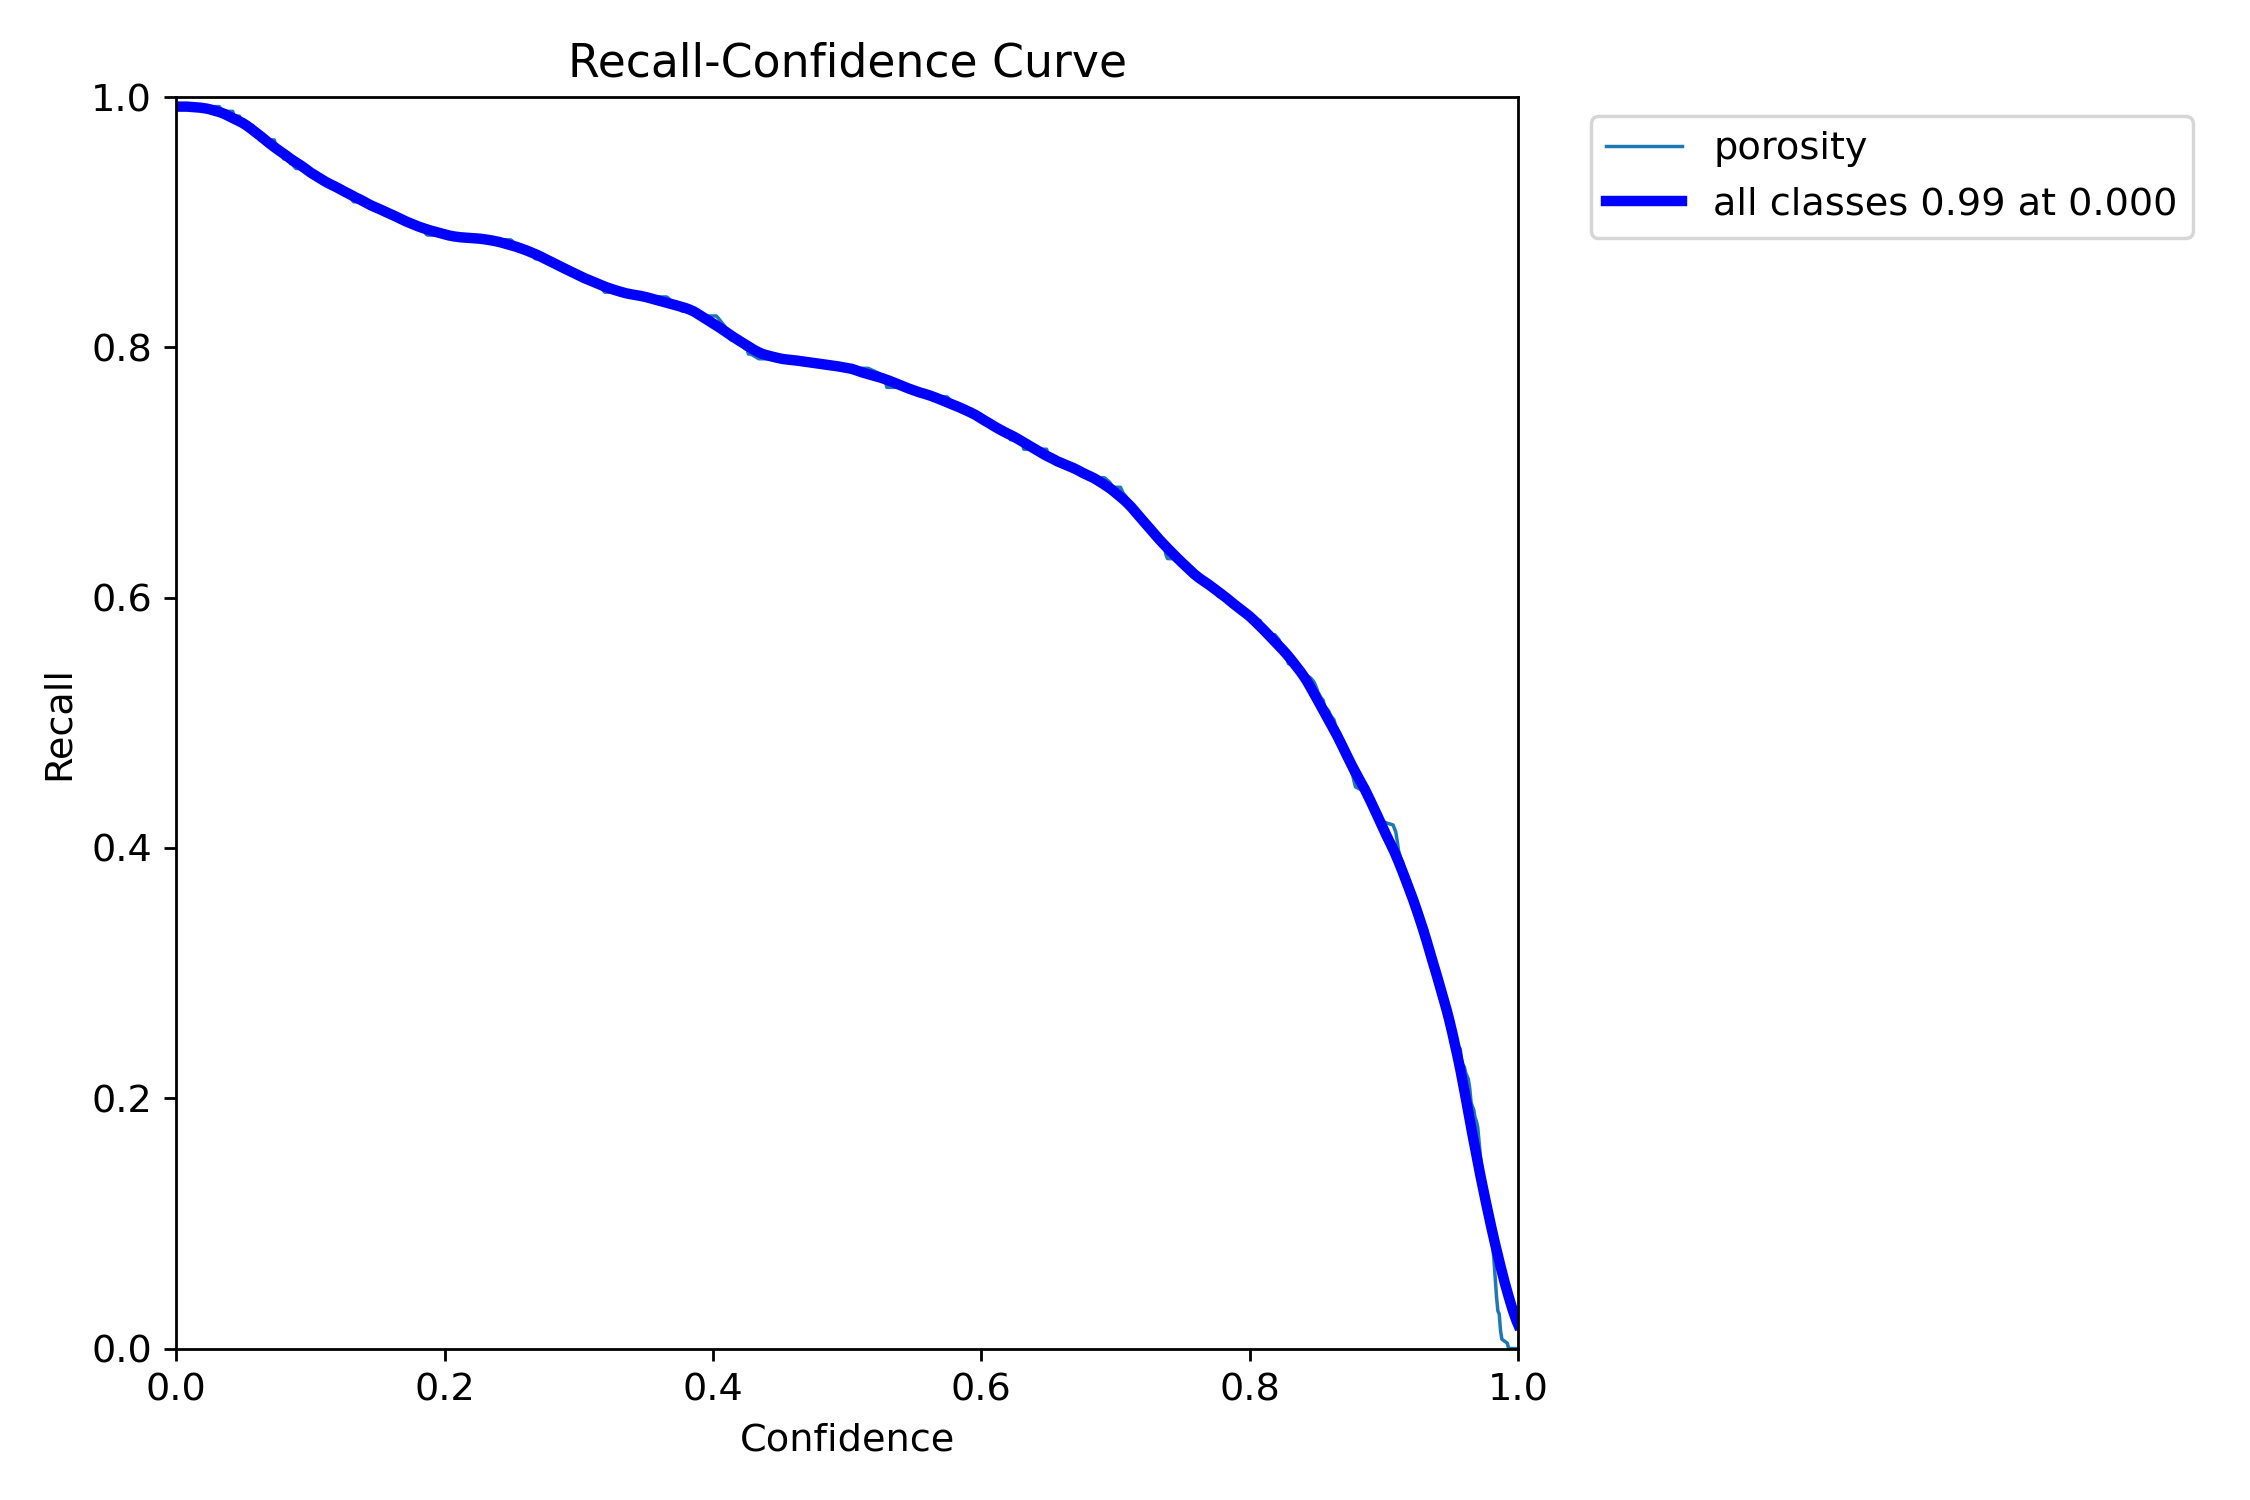 Recall-Confidence Curve
1.0
0.8
0.6
0.4
0.2
0.0
Recall
0.0 0.2 0.4 0.6 0.8 1.0
Confidence
porosity
all classes 0.99 at 0.000